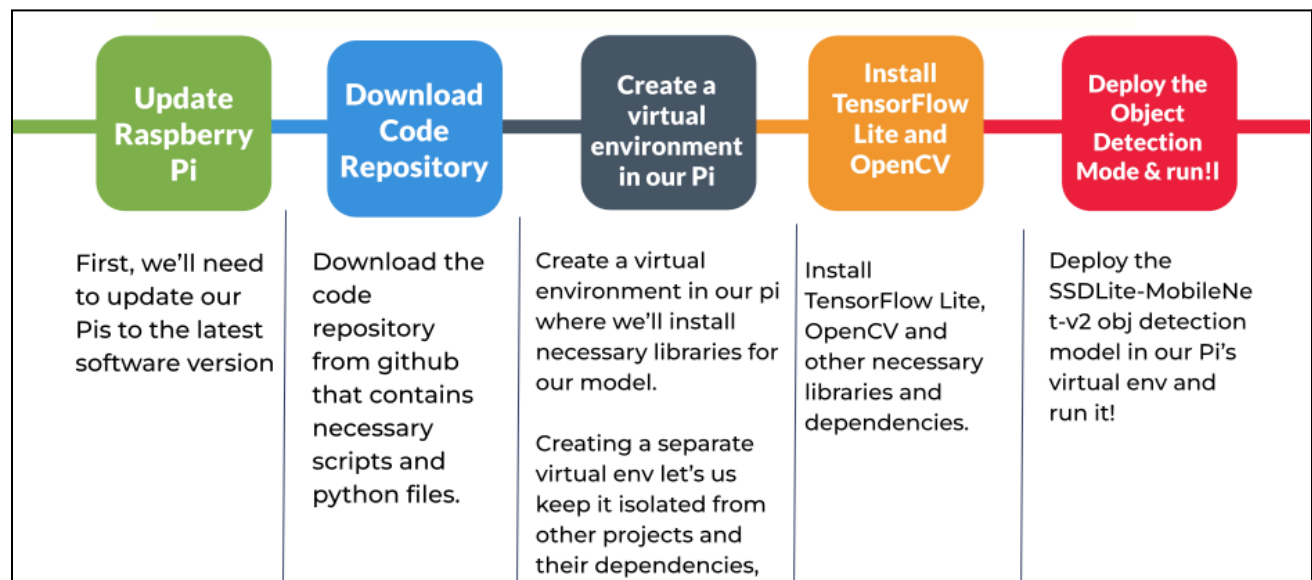 Update
Raspberry
Pi
Download
Code
Repository
Create a
virtual
environment
in our Pi
Install
TensorFlow
Lite and
OpenCV
Deploy the
Object
Detection
Mode & run!l
First, we'll need
to update our
Pis to the latest
software version
Download the
code
repository
from github
that contains
necessary
scripts and
python files.
Create a virtual
environment in our pi
where we'll install
necessary libraries for
our model.
Creating a separate
virtual env let's us
keep it isolated from
other projects and
their dependencies,
Install
TensorFlow Lite,
OpenCV and
other necessary
libraries and
dependencies.
Deploy the
SSDLite-MobileNe
t-v2 obj detection
model in our Pi's
virtual env and
run it!